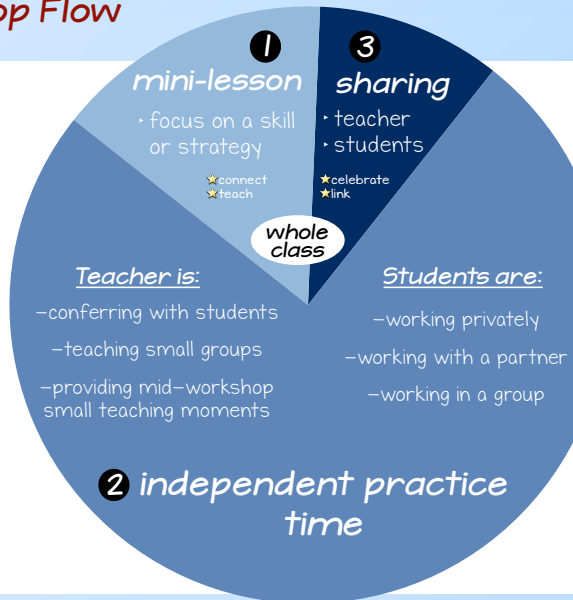 op Flow
1
mini-lesson
‣ focus on a skill
or strategy
connect
teach
3
sharing
‣ teacher
‣ students
celebrate
link
whole
class
Teacher is:
–conferring with students
–teaching small groups
–providing mid–workshop
small teaching moments
Students are:
–working privately
–working with a partner
–working in a group
2 independent practice
time